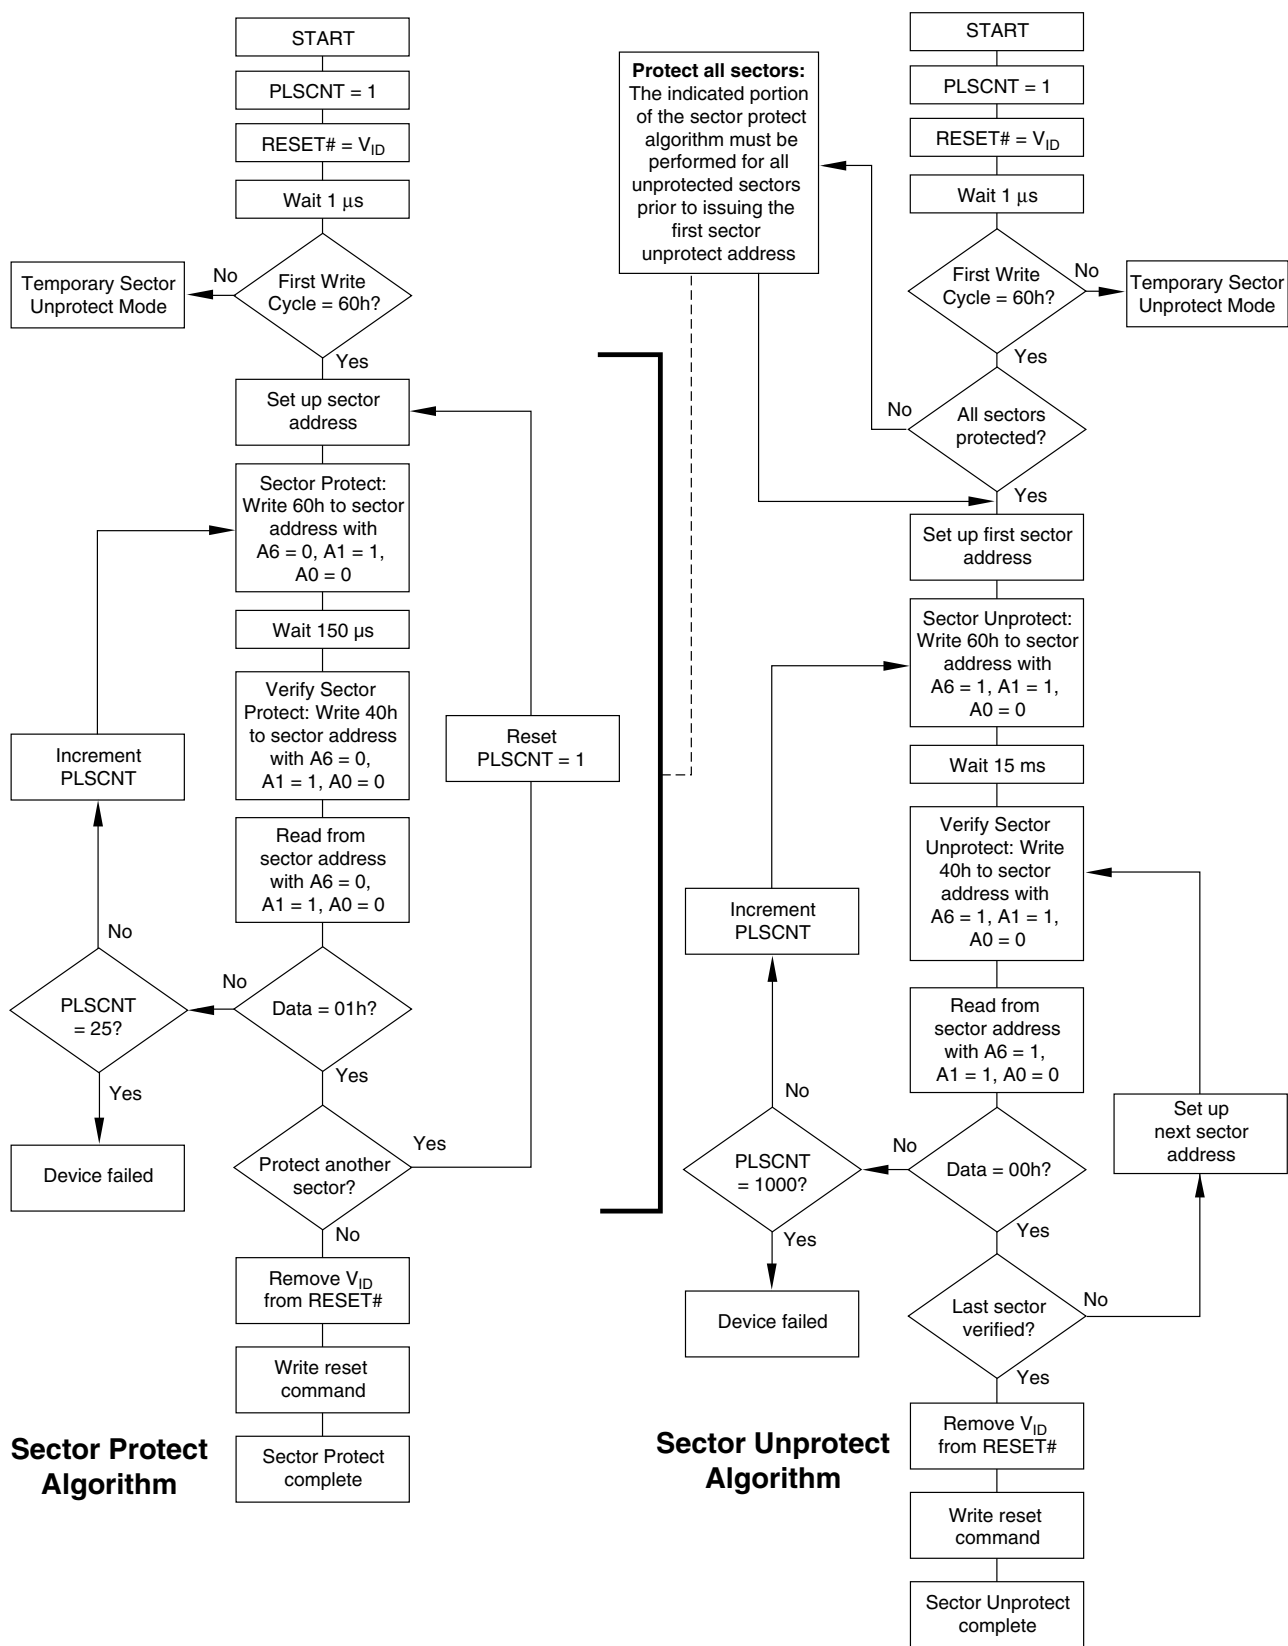 START
PLSCNT = 1
RESET# = VID
Wait 1 μs
First Write
Cycle = 60h?
No
Temporary Sector
Unprotect Mode
Yes
Set up sector
address
Sector Protect:
Write 60h to sector
address with
A6 = 0, A1 = 1,
A0 = 0
Wait 150 µs
Verify Sector
Protect: Write 40h
to sector address
with A6 = 0,
A1 = 1, A0 = 0
Increment
PLSCNT
Reset
PLSCNT = 1
Read from
sector address
with A6 = 0,
A1 = 1, A0 = 0
No
PLSCNT
= 25?
No
Data = 01h?
Yes
Yes
Device failed
Protect another
sector?
Yes
No
Remove VID
from RESET#
Write reset
command
Sector Protect
complete
Sector Protect
Algorithm
Protect all sectors:
The indicated portion
of the sector protect
algorithm must be
performed for all
unprotected sectors
prior to issuing the
first sector
unprotect address
START
PLSCNT = 1
RESET# = VID
Wait 1 μs
First Write
Cycle = 60h?
No
Temporary Sector
Unprotect Mode
Yes
No
All sectors
protected?
Yes
Set up first sector
address
Sector Unprotect:
Write 60h to sector
address with
A6 = 1, A1 = 1,
A0 = 0
Wait 15 ms
Verify Sector
Unprotect: Write
40h to sector
address with
A6 = 1, A1 = 1,
A0 = 0
Increment
PLSCNT
Read from
sector address
with A6 = 1,
A1 = 1, A0 = 0
No
PLSCNT
= 1000?
No
Data = 00h?
Set up
next sector
address
Yes
Yes
Device failed
Last sector
verified?
No
Yes
Remove VID
from RESET#
Write reset
command
Sector Unprotect
complete
Sector Unprotect
Algorithm